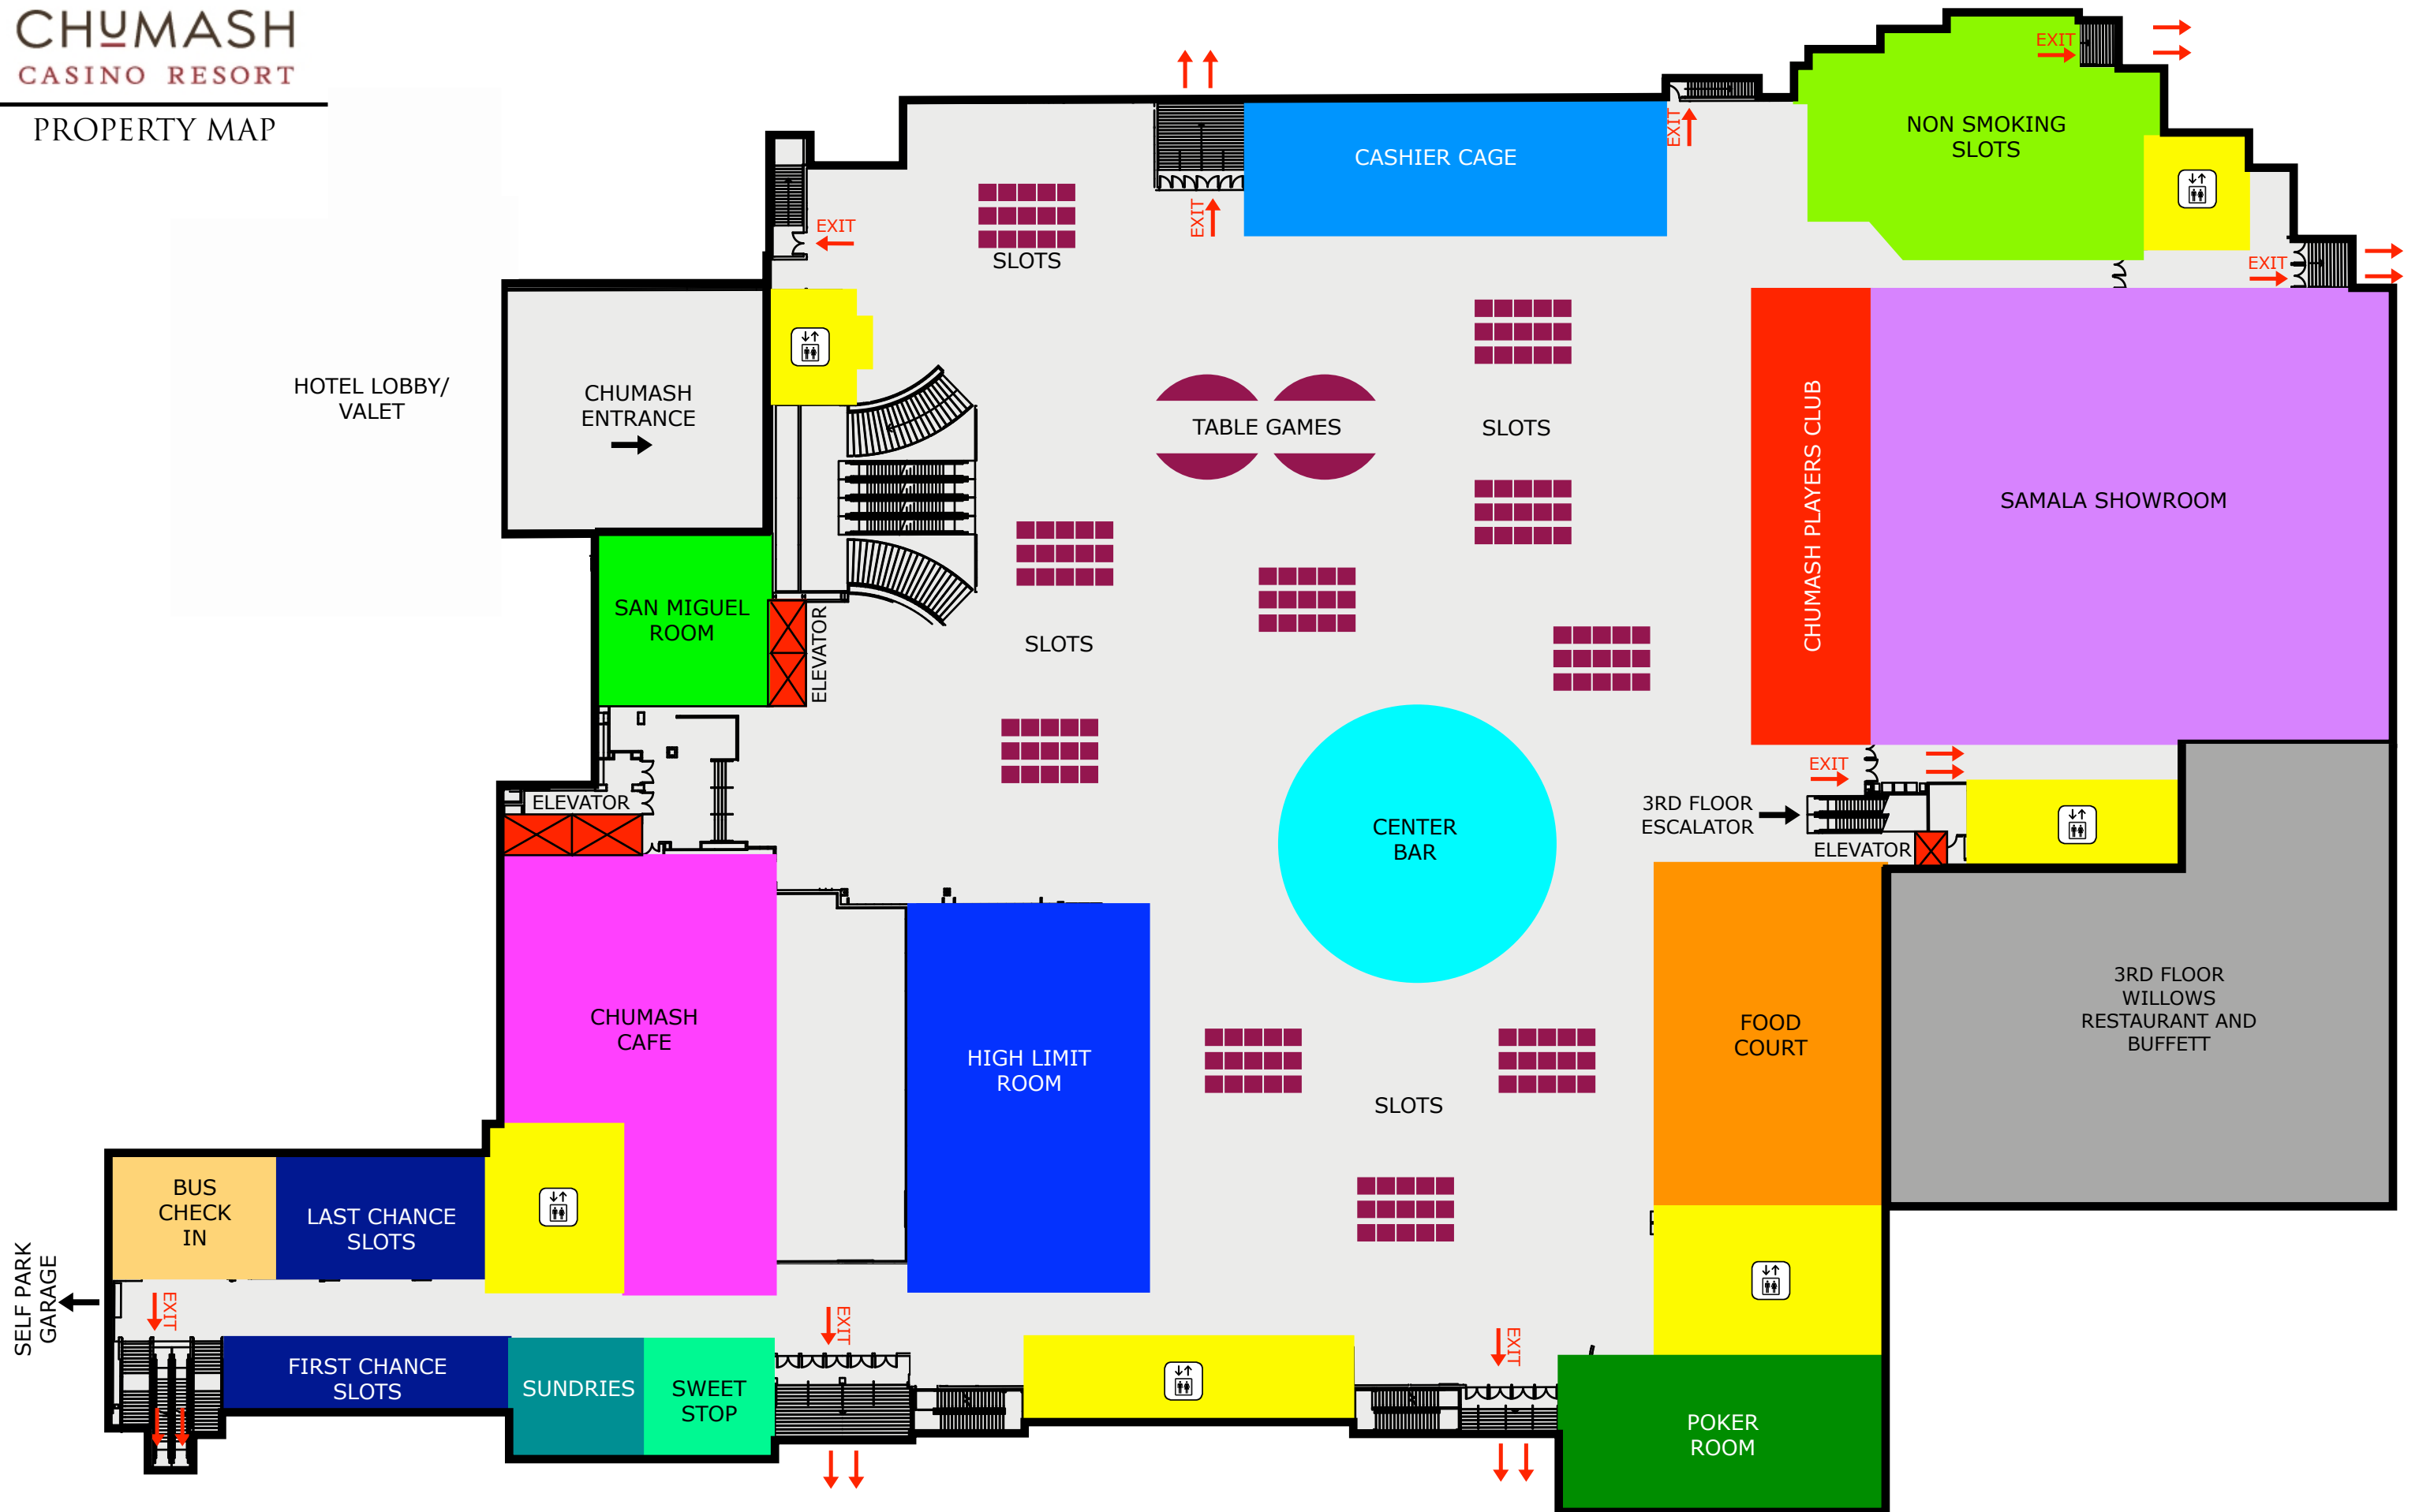 CHUMASH
CASINO RESORT
PROPERTY MAP
EXIT
NON SMOKING
SLOTS
CASHIER CAGE
EXIT
EXIT
EXIT
SLOTS
EXIT
HOTEL LOBBY/
VALET
CHUMASH
ENTRANCE
TABLE GAMES
SLOTS
CHUMASH PLAYERS CLUB
SAMALA SHOWROOM
SAN MIGUEL
ROOM
ELEVATOR
SLOTS
EXIT
ELEVATOR
3RD FLOOR
ESCALATOR
ELEVATOR
CENTER
BAR
3RD FLOOR
WILLOWS
RESTAURANT AND
BUFFETT
CHUMASH
CAFE
HIGH LIMIT
ROOM
FOOD
COURT
SLOTS
BUS
CHECK
IN
LAST CHANCE
SLOTS
SELF PARK
GARAGE
EXIT
EXIT
EXIT
FIRST CHANCE
SLOTS
SUNDRIES
SWEET
STOP
POKER
ROOM